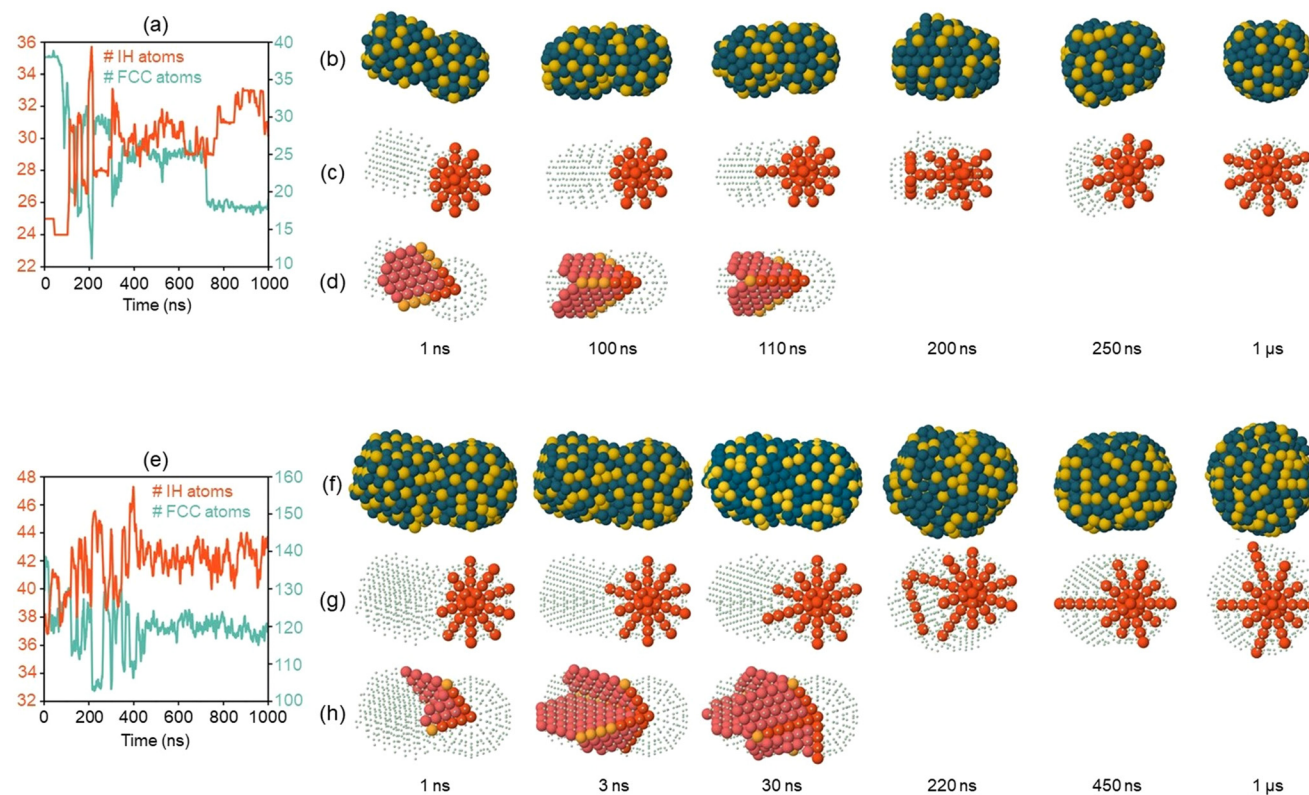 (a)
36
34
32
30
28
26
24
22
# IH atoms
# FCC atoms
40
35
30
25
20
15
10
0 200 400 600 800 1000
Time (ns)
(b)
(c)
(d)
1 ns 100 ns 110 ns 200 ns 250 ns 1 µs
(e)
48
46
44
42
40
38
36
34
32
# IH atoms
# FCC atoms
160
150
140
130
120
110
100
0 200 400 600 800 1000
Time (ns)
(f)
(g)
(h)
1 ns 3 ns 30 ns 220 ns 450 ns 1 µs